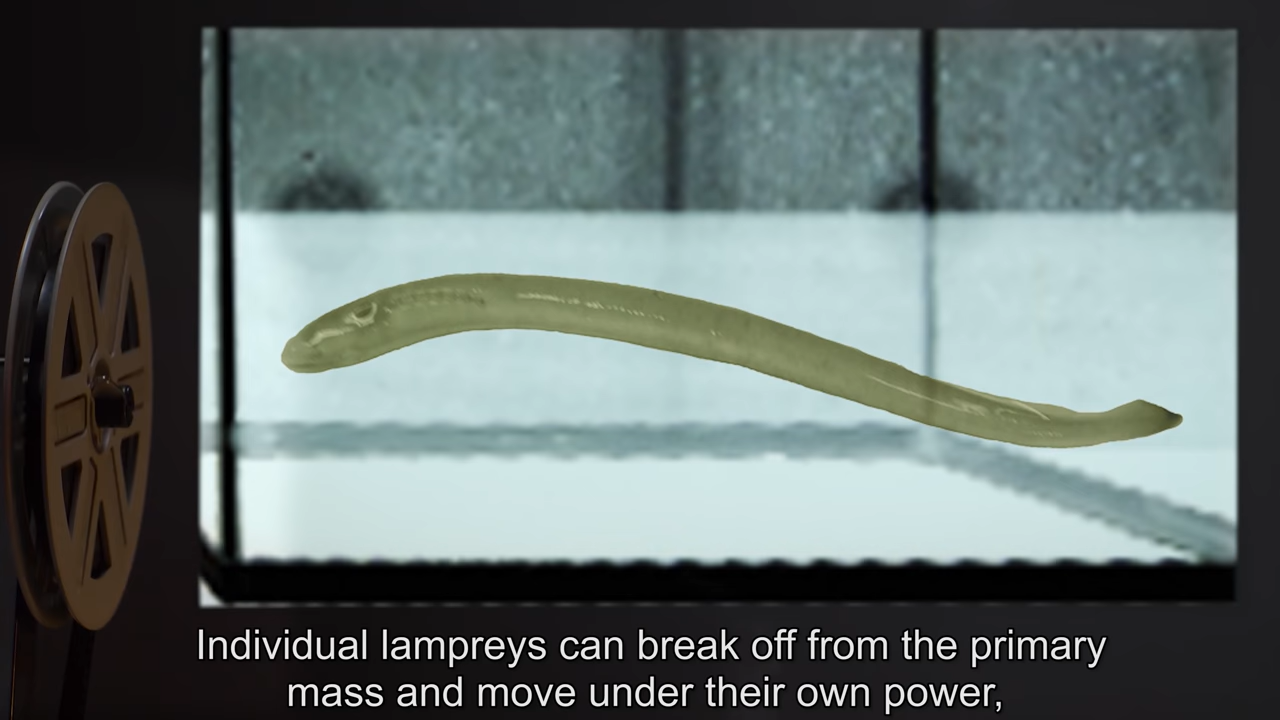 Individual lampreys can break off from the primary
mass and move under their own power,